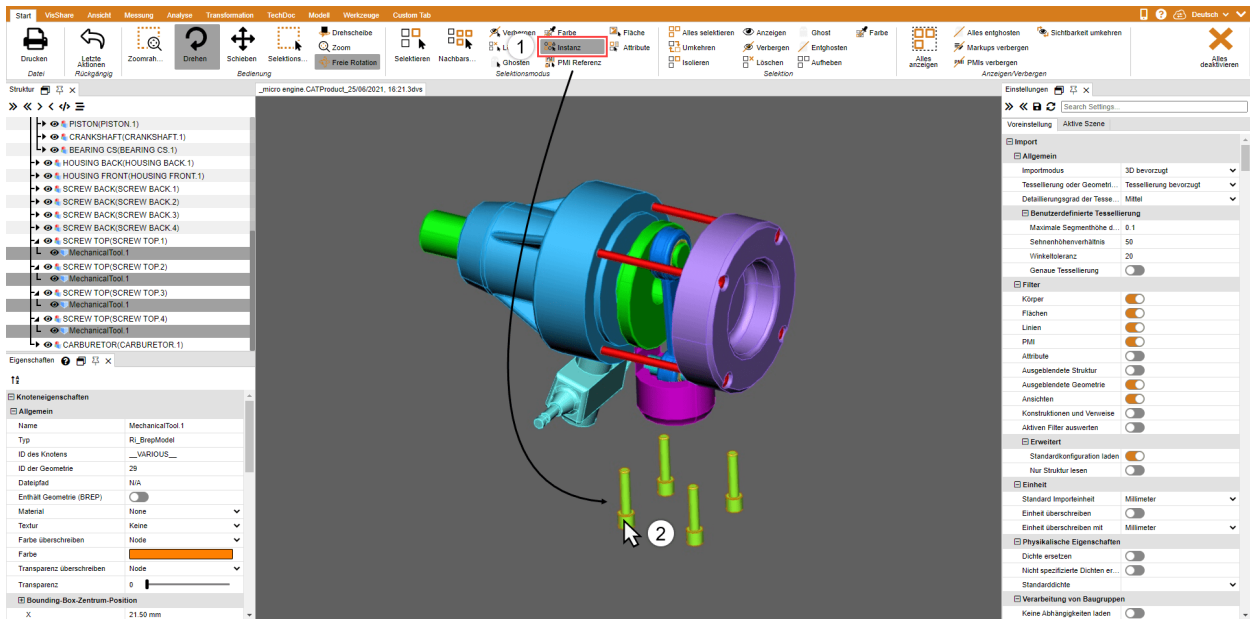 Start VisShare Ansicht Messung Analyse Transformation TechDoc Modell Werkzeuge Custom Tab Deutsch
Drucken
Letzte
Aktionen
Zoomrah...
Drehen
Schieben
Selektions...
Drehscheibe
Zoom
Freie Rotation
Selektieren
Nachbars...
Verbergen
Ghosten
1
Farbe
Instanz
PMI Referenz
Fläche
Attribute
Alles selektieren
Umkehren
Isolieren
Anzeigen
Verbergen
Löschen
Ghost
Entghosten
Aufheben
Farbe
Alles
anzeigen
Alles entghosten
Markups verbergen
PMI PMIs verbergen
Sichtbarkeit umkehren
Alles
deaktivieren
Datei Rückgängig Bedienung Selektionsmodus Selektion Anzeigen/Verbergen
Struktur
PISTON(PISTON.1)
CRANKSHAFT(CRANKSHAFT.1)
BEARING CS(BEARING CS.1)
HOUSING BACK(HOUSING BACK.1)
HOUSING FRONT(HOUSING FRONT.1)
SCREW BACK(SCREW BACK.1)
SCREW BACK(SCREW BACK.2)
SCREW BACK(SCREW BACK.3)
SCREW BACK(SCREW BACK.4)
SCREW TOP(SCREW TOP.1)
MechanicalTool.1
SCREW TOP(SCREW TOP.2)
MechanicalTool.1
SCREW TOP(SCREW TOP.3)
MechanicalTool.1
SCREW TOP(SCREW TOP.4)
MechanicalTool.1
CARBURETOR(CARBURETOR.1)
Eigenschaften
Knoteneigenschaften
Allgemein
Name MechanicalTool.1
Typ Ri_BrepModel
ID des Knotens __VARIOUS__
ID der Geometrie 29
Dateipfad N/A
Enthält Geometrie (BREP)
Material None
Textur Keine
Farbe überschreiben Node
Farbe
Transparenz überschreiben Node
Transparenz 0
Bounding-Box-Zentrum-Position
X 21.50 mm
_micro engine.CATProduct_25/06/2021, 16:21.3dvs
2
Einstellungen
Search Settings...
Voreinstellung Aktive Szene
Import
Allgemein
Importmodus 3D bevorzugt
Tessellierung oder Geometri... Tessellierung bevorzugt
Detaillierungsgrad der Tesse... Mittel
Benutzerdefinierte Tessellierung
Maximale Segmenthöhe d... 0.1
Sehnenhöhenverhältnis 50
Winkeltoleranz 20
Genaue Tessellierung
Filter
Körper
Flächen
Linien
PMI
Attribute
Ausgeblendete Struktur
Ausgeblendete Geometrie
Ansichten
Konstruktionen und Verweise
Aktiven Filter auswerten
Erweitert
Standardkonfiguration laden
Nur Struktur lesen
Einheit
Standard Importeinheit Millimeter
Einheit überschreiben
Einheit überschreiben mit Millimeter
Physikalische Eigenschaften
Dichte ersetzen
Nicht spezifizierte Dichten er...
Standarddichte
Verarbeitung von Baugruppen
Keine Abhängigkeiten laden